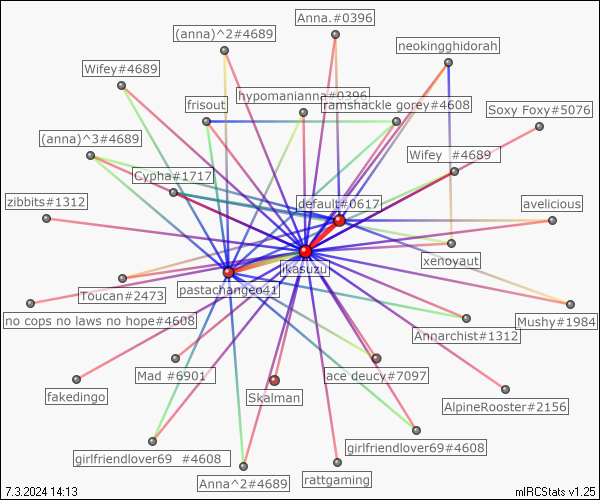 Anna.#0396
(anna)^2#4689
neokingghidorah
Wifey#4689
hypomanianna#0396
frisout
ramshackle gorey#4608
Soxy Foxy#5076
(anna)^3#4689
Wifey  #4689
Cypha#1717
zibbits#1312
default#0617
avelicious
xenoyaut
jkasuzu
pastachangeo41
Toucan#2473
no cops no laws no hope#4608
Mushy#1984
Annarchist#1312
Mad #6901
ace deucy#7097
fakedingo
Skalman
AlpineRooster#2156
girlfriendlover69#4608
girlfriendlover69  #4608
Anna^2#4689
rattgaming
7.3.2024 14:13
mIRCStats v1.25